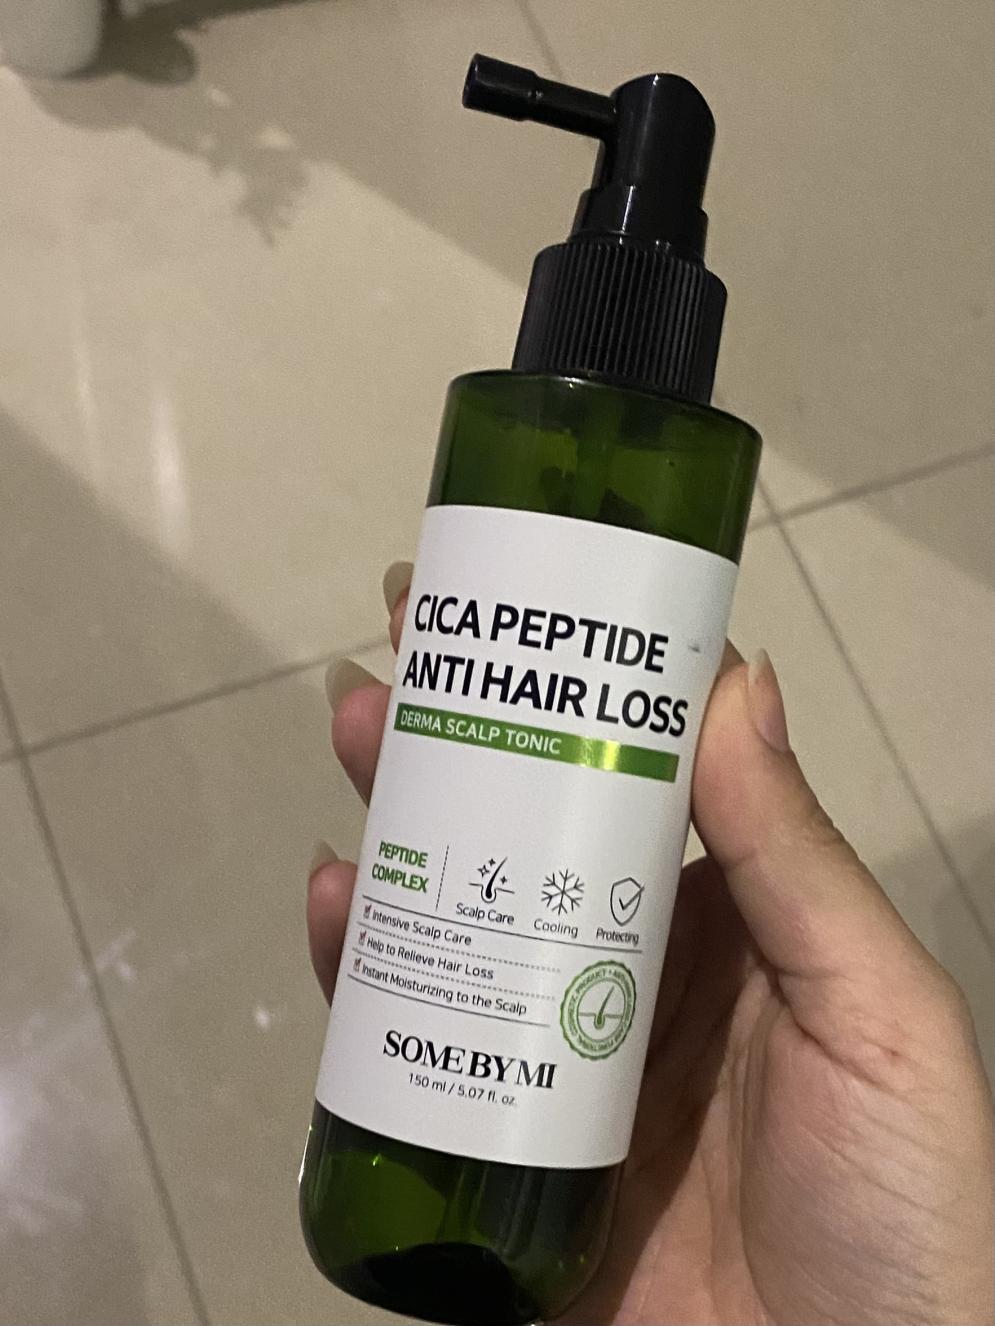 CICA PEPTIDE
ANTI HAIR LOSS
DERMA SCALP TONIC
PEPTIDE
COMPLEX
Scalp Care
Cooling
Protecting
Intensive Scalp Care
Help to Relieve Hair Loss
Instant Moisturizing to the Scalp
SOME BY MI
150 ml / 5.07 fl. oz.